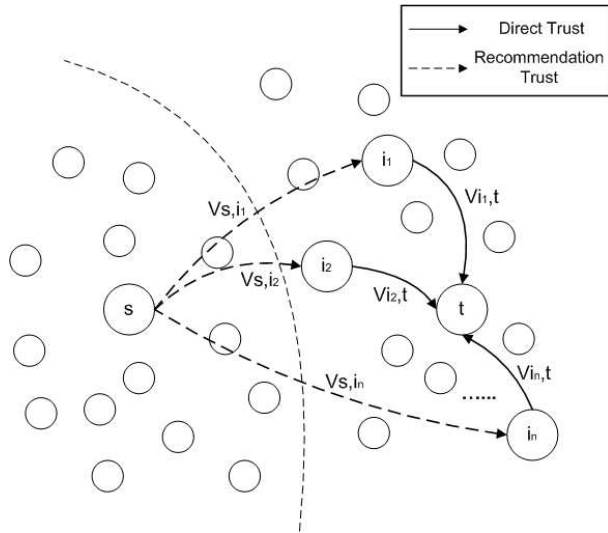 Direct Trust
Recommendation
Trust
i1
Vs,i1
Vi1,t
i2
Vs,i2
Vi2,t
s
t
Vs,in
Vin,t
......
in